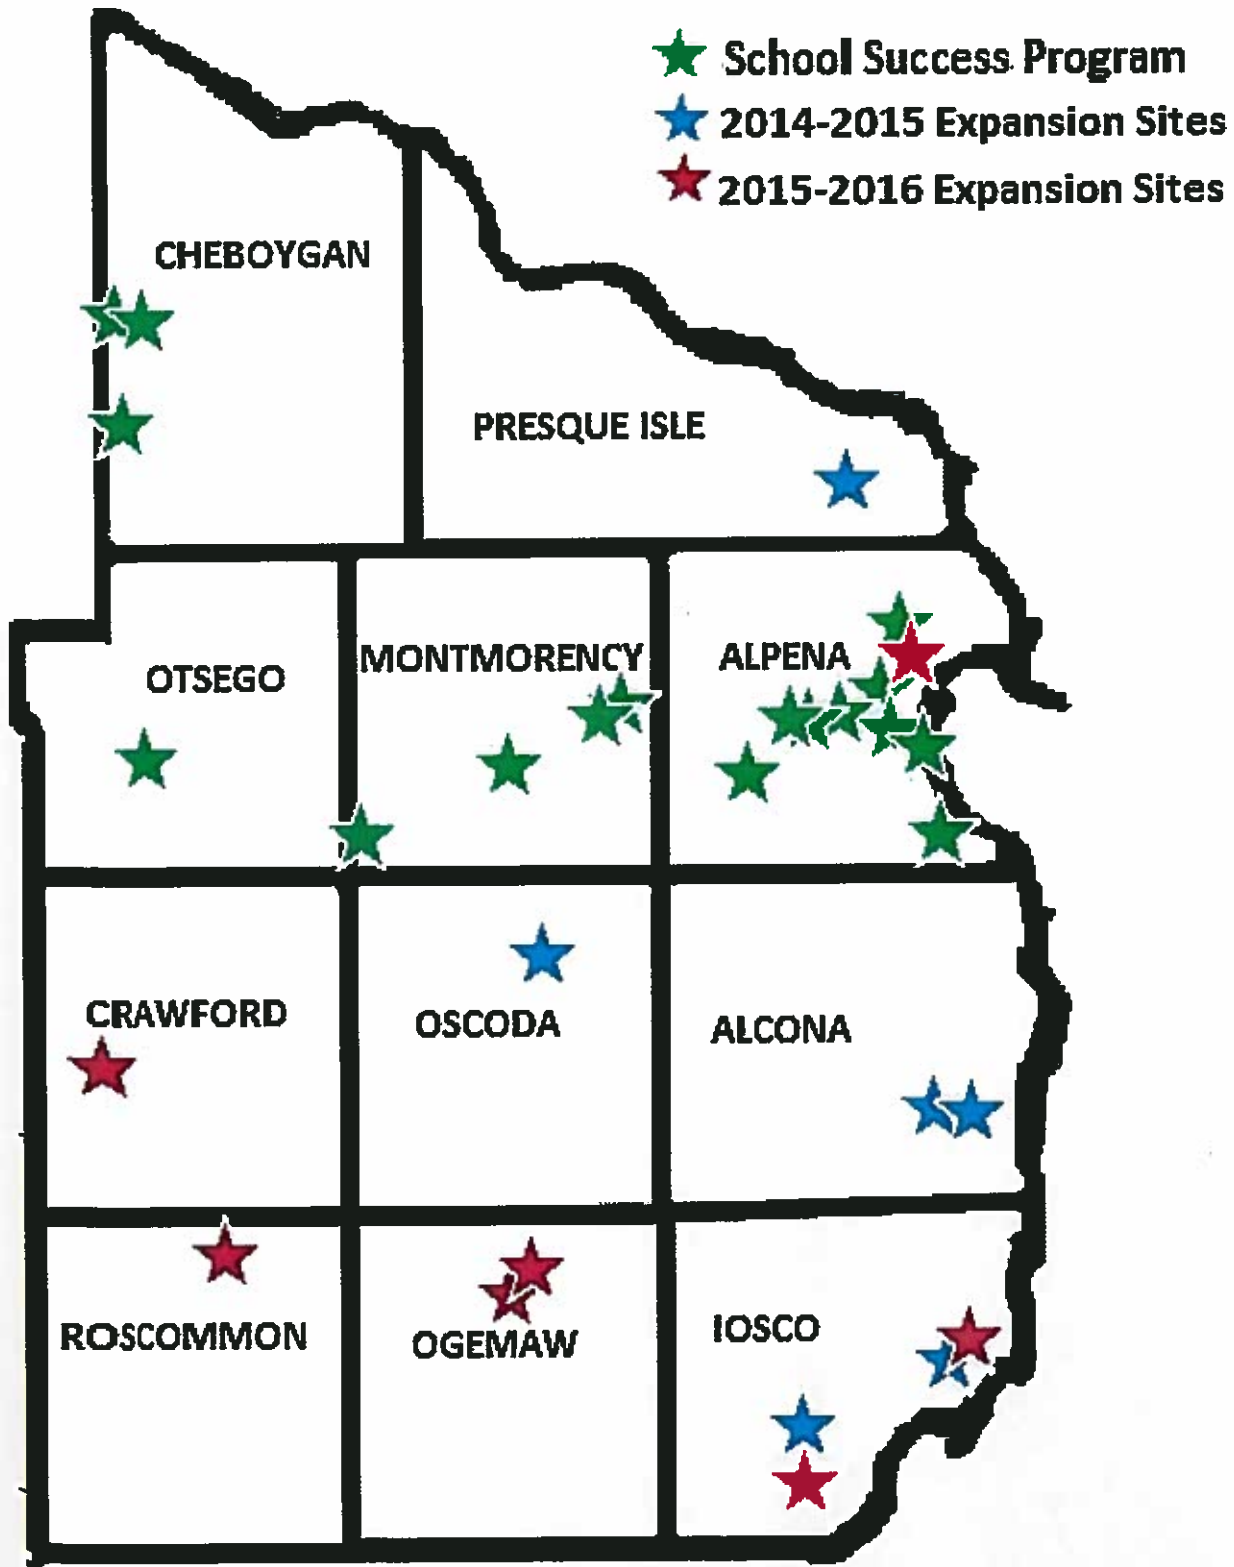 School Success Program
2014-2015 Expansion Sites
2015-2016 Expansion Sites
CHEBOYGAN
PRESQUE ISLE
OTSEGO
MONTMORENCY
ALPENA
CRAWFORD
OSCODA
ALCONA
ROSCOMMON
OGEMAW
IOSCO